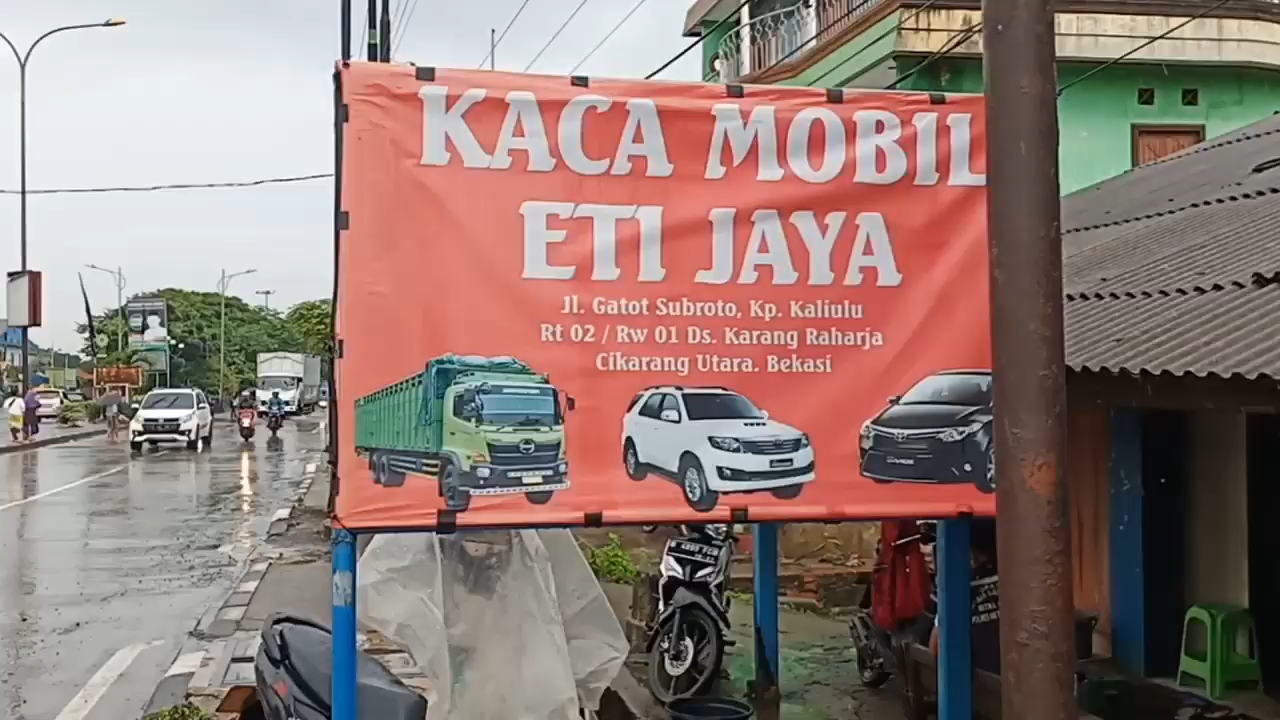 KACA MOBIL
ETI JAYA
Jl. Gatot Subroto, Kp. Kaliulu
Rt 02 / Rw 01 Ds. Karang Raharja
Cikarang Utara. Bekasi